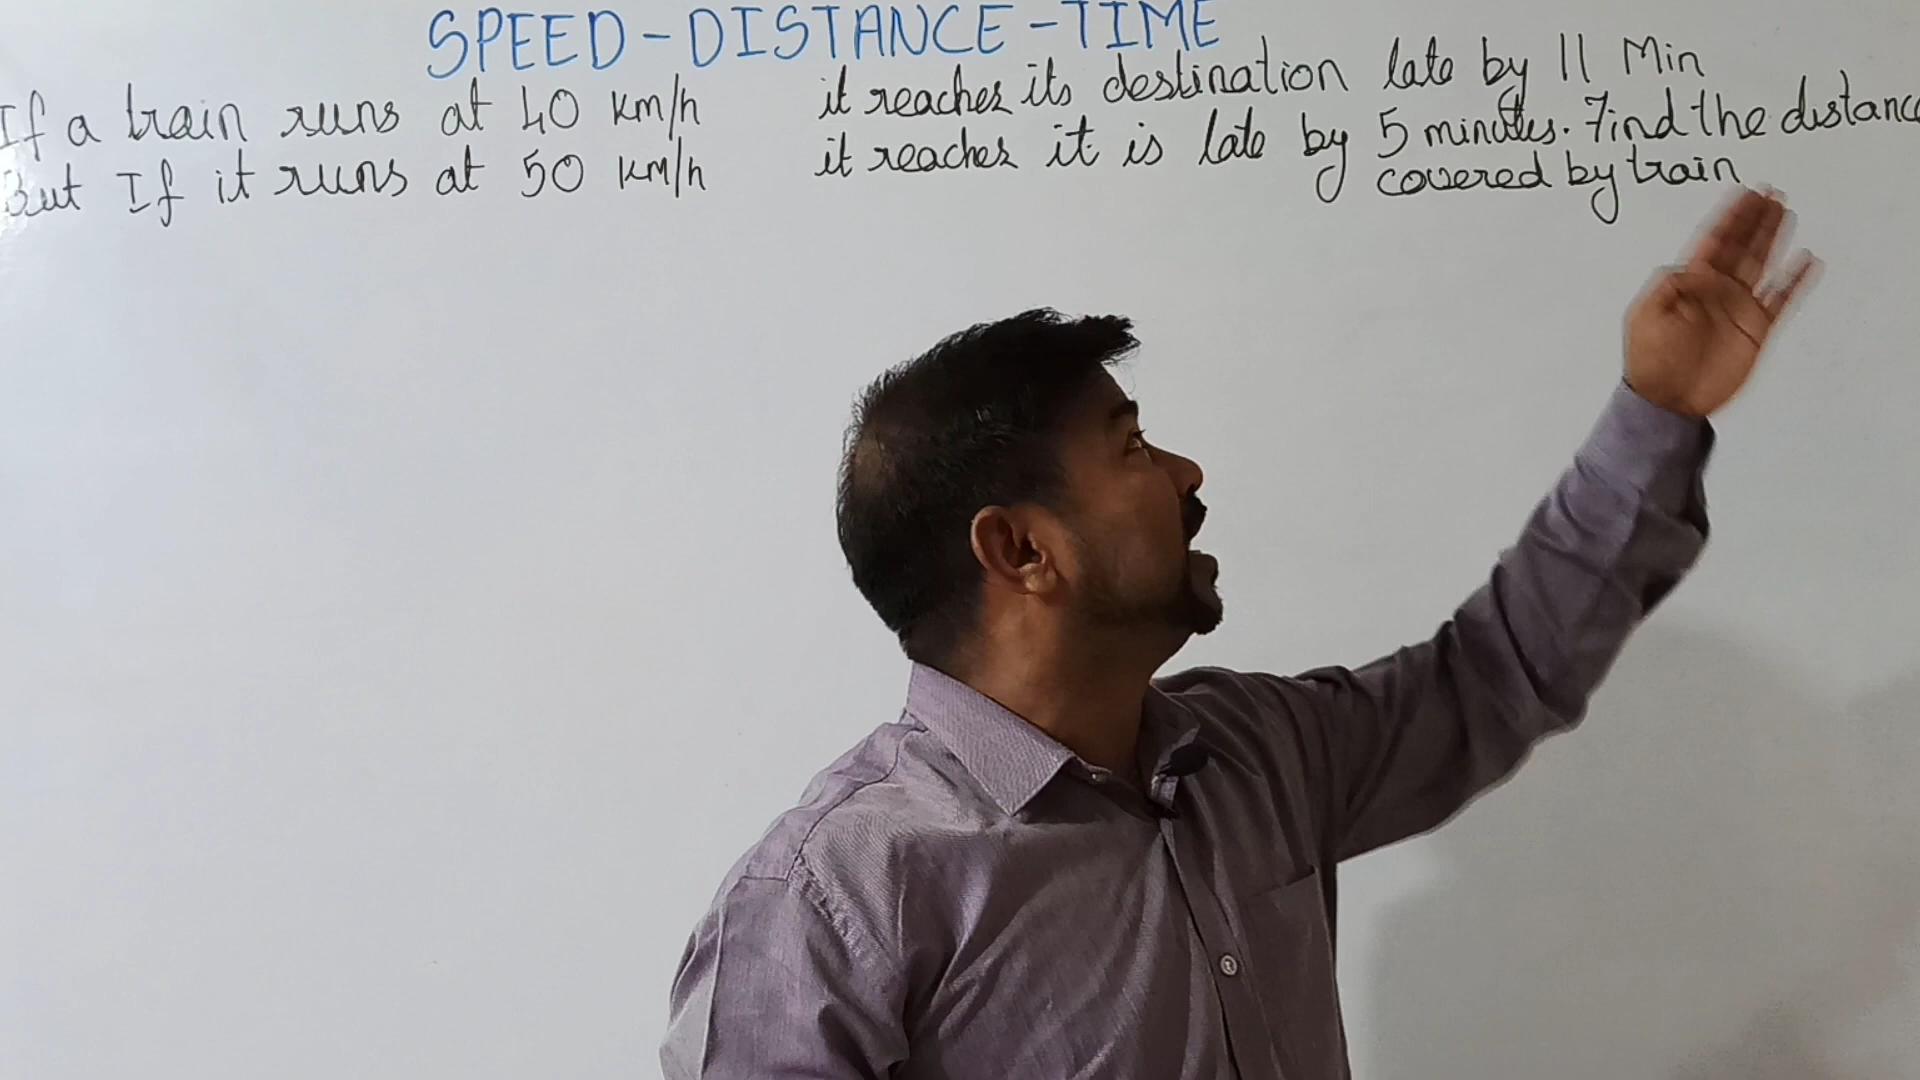 SPEED-DISTANCE-TIME
If a train runs at 40 km/h it reaches its destination late by 11 Min
But If it runs at 50 km/h it reaches it is late by 5 minutes. Find the distance
covered by train